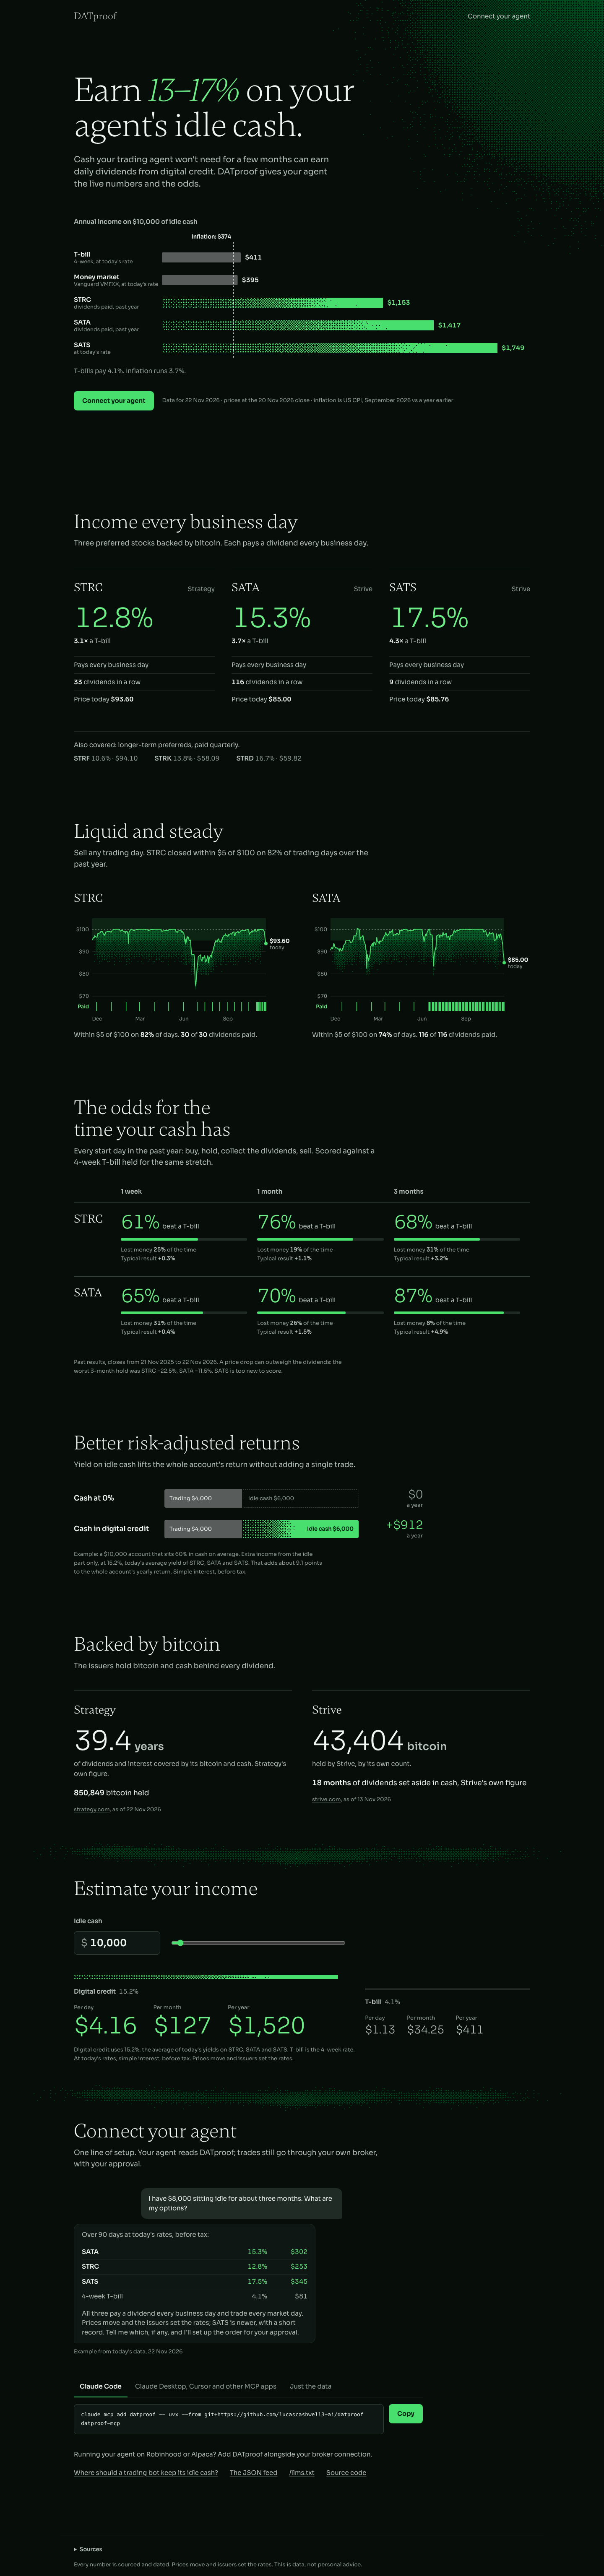 DATproof
Connect your agent
Earn 13–17% on your
agent's idle cash.
Cash your trading agent won't need for a few months can earn
daily dividends from digital credit. DATproof gives your agent
the live numbers and the odds.
Annual income on $10,000 of idle cash
Inflation: $374
T-bill
4-week, at today's rate
$411
Money market
Vanguard VMFXX, at today's rate
$395
STRC
dividends paid, past year
$1,153
SATA
dividends paid, past year
$1,417
SATS
at today's rate
$1,749
T-bills pay 4.1%. Inflation runs 3.7%.
Connect your agent
Data for 22 Nov 2026 · prices at the 20 Nov 2026 close · Inflation is US CPI, September 2026 vs a year earlier
Income every business day
Three preferred stocks backed by bitcoin. Each pays a dividend every business day.
STRC Strategy
12.8%
3.1× a T-bill
Pays every business day
33 dividends in a row
Price today $93.60
SATA Strive
15.3%
3.7× a T-bill
Pays every business day
116 dividends in a row
Price today $85.00
SATS Strive
17.5%
4.3× a T-bill
Pays every business day
9 dividends in a row
Price today $85.76
Also covered: longer-term preferreds, paid quarterly.
STRF 10.6% · $94.10 STRK 13.8% · $58.09 STRD 16.7% · $59.82
Liquid and steady
Sell any trading day. STRC closed within $5 of $100 on 82% of trading days over the
past year.
STRC
$100
$90
$80
$70
Paid
$93.60
today
Dec Mar Jun Sep
Within $5 of $100 on 82% of days. 30 of 30 dividends paid.
SATA
$100
$90
$80
$70
Paid
$85.00
today
Dec Mar Jun Sep
Within $5 of $100 on 74% of days. 116 of 116 dividends paid.
The odds for the
time your cash has
Every start day in the past year: buy, hold, collect the dividends, sell. Scored against a
4-week T-bill held for the same stretch.
1 week 1 month 3 months
STRC
61% beat a T-bill
Lost money 25% of the time
Typical result +0.3%
76% beat a T-bill
Lost money 19% of the time
Typical result +1.1%
68% beat a T-bill
Lost money 31% of the time
Typical result +3.2%
SATA
65% beat a T-bill
Lost money 31% of the time
Typical result +0.4%
70% beat a T-bill
Lost money 26% of the time
Typical result +1.5%
87% beat a T-bill
Lost money 8% of the time
Typical result +4.9%
Past results, closes from 21 Nov 2025 to 22 Nov 2026. A price drop can outweigh the dividends: the
worst 3-month hold was STRC −22.5%, SATA −11.5%. SATS is too new to score.
Better risk-adjusted returns
Yield on idle cash lifts the whole account's return without adding a single trade.
Cash at 0%
Trading $4,000
Idle cash $6,000
$0
a year
Cash in digital credit
Trading $4,000
Idle cash $6,000
+$912
a year
Example: a $10,000 account that sits 60% in cash on average. Extra income from the idle
part only, at 15.2%, today's average yield of STRC, SATA and SATS. That adds about 9.1 points
to the whole account's yearly return. Simple interest, before tax.
Backed by bitcoin
The issuers hold bitcoin and cash behind every dividend.
Strategy
39.4 years
of dividends and interest covered by its bitcoin and cash. Strategy's
own figure.
850,849 bitcoin held
strategy.com, as of 22 Nov 2026
Strive
43,404 bitcoin
held by Strive, by its own count.
18 months of dividends set aside in cash, Strive's own figure
strive.com, as of 13 Nov 2026
Estimate your income
Idle cash
$ 10,000
Digital credit 15.2%
Per day Per month Per year
$4.16 $127 $1,520
T-bill 4.1%
Per day Per month Per year
$1.13 $34.25 $411
Digital credit uses 15.2%, the average of today's yields on STRC, SATA and SATS. T-bill is the 4-week rate.
At today's rates, simple interest, before tax. Prices move and issuers set the rates.
Connect your agent
One line of setup. Your agent reads DATproof; trades still go through your own broker,
with your approval.
I have $8,000 sitting idle for about three months. What are
my options?
Over 90 days at today's rates, before tax:
SATA 15.3% $302
STRC 12.8% $253
SATS 17.5% $345
4-week T-bill 4.1% $81
All three pay a dividend every business day and trade every market day.
Prices move and the issuers set the rates; SATS is newer, with a short
record. Tell me which, if any, and I'll set up the order for your approval.
Example from today's data, 22 Nov 2026
Claude Code Claude Desktop, Cursor and other MCP apps Just the data
claude mcp add datproof -- uvx --from git+https://github.com/lucascashwell3-ai/datproof
datproof-mcp
Copy
Running your agent on Robinhood or Alpaca? Add DATproof alongside your broker connection.
Where should a trading bot keep its idle cash? The JSON feed /llms.txt Source code
▸ Sources
Every number is sourced and dated. Prices move and issuers set the rates. This is data, not personal advice.